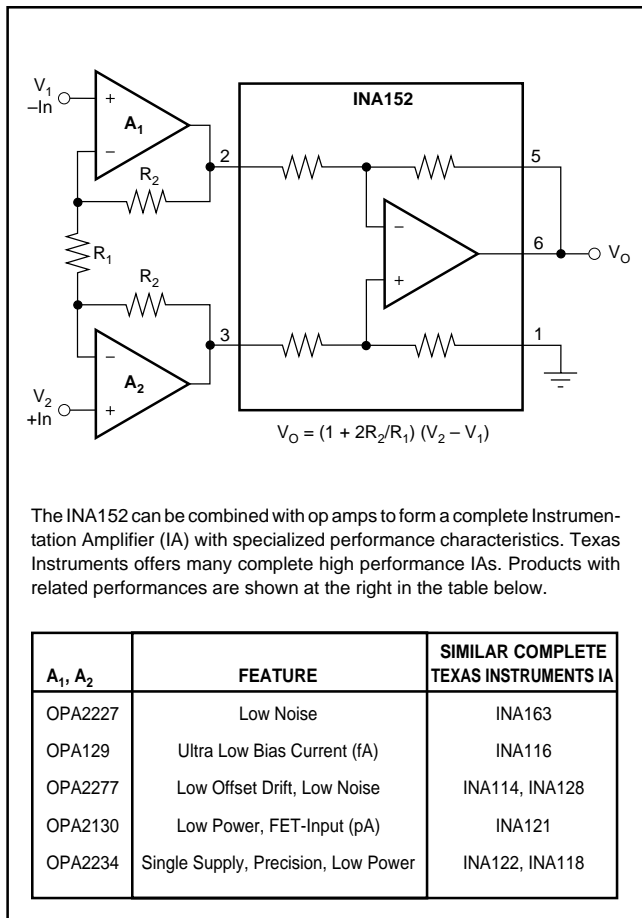 V1
–In
+
A1
–
R2
R1
R2
–
A2
+
V2
+In
INA152
2
5
–
6
VO
+
3
1
VO = (1 + 2R2/R1) (V2 – V1)
The INA152 can be combined with op amps to form a complete Instrumen-
tation Amplifier (IA) with specialized performance characteristics. Texas
Instruments offers many complete high performance IAs. Products with
related performances are shown at the right in the table below.
A1, A2 FEATURE SIMILAR COMPLETE TEXAS INSTRUMENTS IA
OPA2227 Low Noise INA163
OPA129 Ultra Low Bias Current (fA) INA116
OPA2277 Low Offset Drift, Low Noise INA114, INA128
OPA2130 Low Power, FET-Input (pA) INA121
OPA2234 Single Supply, Precision, Low Power INA122, INA118